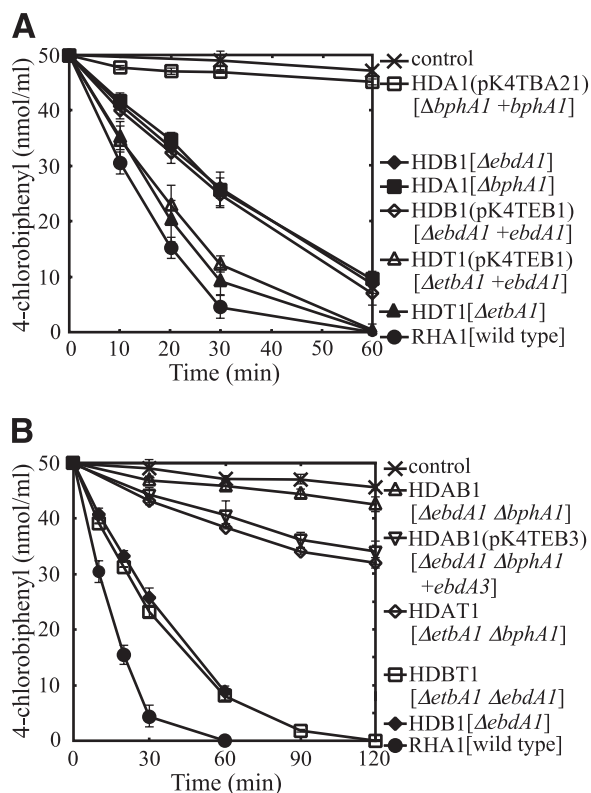 A
50
40
30
20
10
0
4-chlorobiphenyl (nmol/ml)
0 10 20 30 40 50 60
Time (min)
control
HDA1(pK4TBA21)
[ΔbphA1 +bphA1]
HDB1[ΔebdA1]
HDA1[ΔbphA1]
HDB1(pK4TEB1)
[ΔebdA1 +ebdA1]
HDT1(pK4TEB1)
[ΔetbA1 +ebdA1]
HDT1[ΔetbA1]
RHA1[wild type]
B
50
40
30
20
10
0
4-chlorobiphenyl (nmol/ml)
0 30 60 90 120
Time (min)
control
HDAB1
[ΔebdA1 ΔbphA1]
HDAB1(pK4TEB3)
[ΔebdA1 ΔbphA1
+ebdA3]
HDAT1
[ΔetbA1 ΔbphA1]
HDBT1
[ΔetbA1 ΔebdA1]
HDB1[ΔebdA1]
RHA1[wild type]